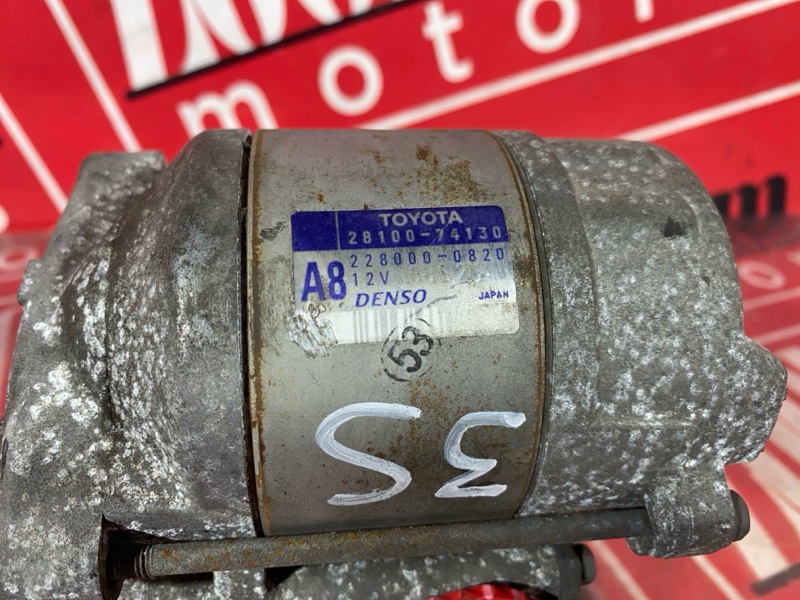 motor
TOYOTA
28100-74130
228000-0820
A8
12V
DENSO
JAPAN
53
3S